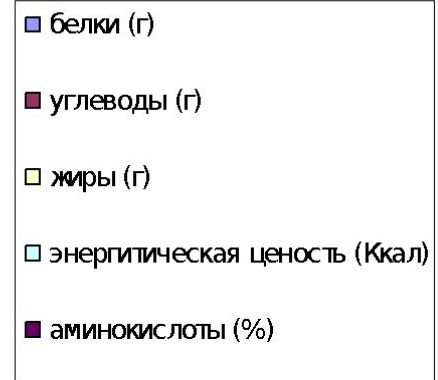 белки (г)
углеводы (г)
жиры (г)
энергитическая ценость (Ккал)
аминокислоты (%)